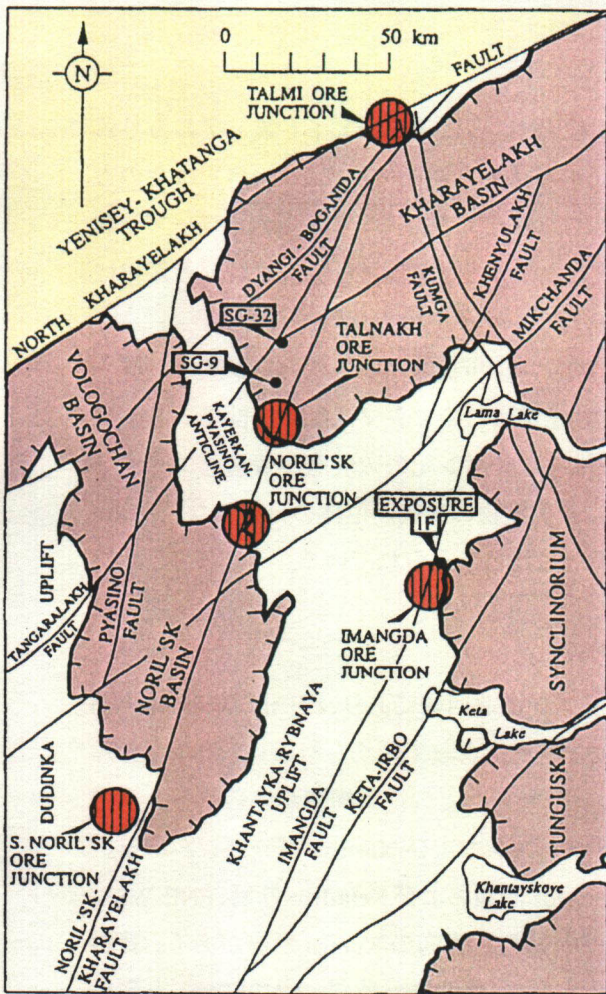 0
50 km
N
TALMI ORE
JUNCTION
FAULT
YENISEY - KHATANGA
TROUGH
KHARAYELAKH
BASIN
DYANGI - BOGANIDA
FAULT
NORTH KHARAYELAKH
KUMGA
FAULT
KHENYULAKH
FAULT
MIKCHANDA
FAULT
SG-32
SG-9
TALNAKH
ORE
JUNCTION
VOLOGOCHAN
BASIN
KAYERKAN-
PYASINO
ANTICLINE
Lama Lake
NORIL'SK
ORE
JUNCTION
EXPOSURE
1F
UPLIFT
TANGARALAKH
FAULT
PYASINO
FAULT
NORIL'SK
BASIN
IMANGDA
ORE
JUNCTION
SYNCLINORIUM
Keta
Lake
DUDINKA
KHANTAYKA-RYBNAYA
UPLIFT
IMANGDA
FAULT
KETA-IRBO
FAULT
TUNGUSKA
S. NORIL'SK
ORE
JUNCTION
NORIL'SK-
KHARAYELAKH
FAULT
Khantayskoye
Lake